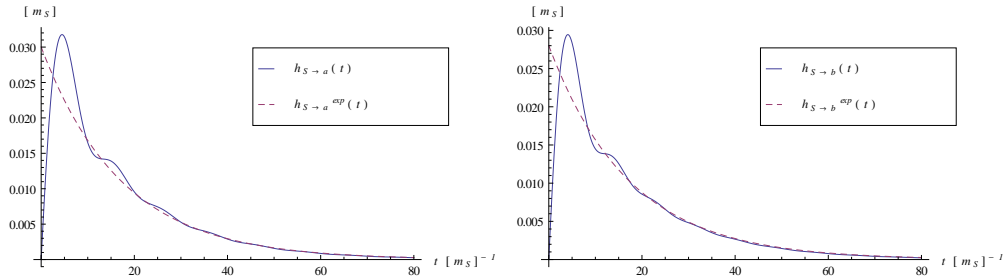 [ m_S ]
0.030
0.025
0.020
0.015
0.010
0.005
20
40
60
80
t [ m_S ]^{-1}
h_{S → a} (t)
h_{S → a}^{exp} (t)
[ m_S ]
0.030
0.025
0.020
0.015
0.010
0.005
20
40
60
80
t [ m_S ]^{-1}
h_{S → b} (t)
h_{S → b}^{exp} (t)